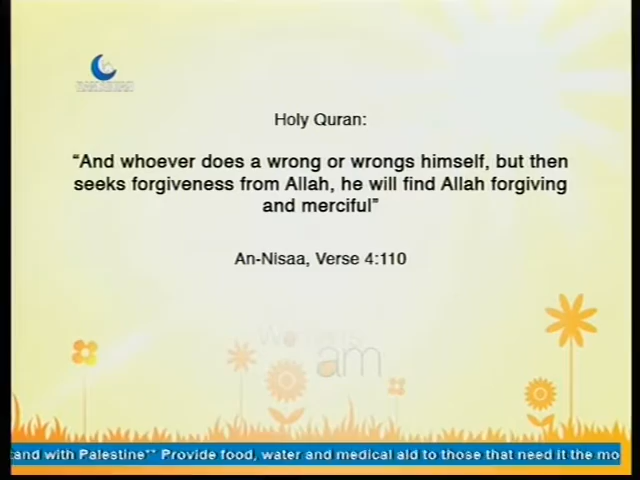 Holy Quran:
“And whoever does a wrong or wrongs himself, but then
seeks forgiveness from Allah, he will find Allah forgiving
and merciful”
An-Nisaa, Verse 4:110
am
tand with Palestine** Provide food, water and medical aid to those that need it the mo